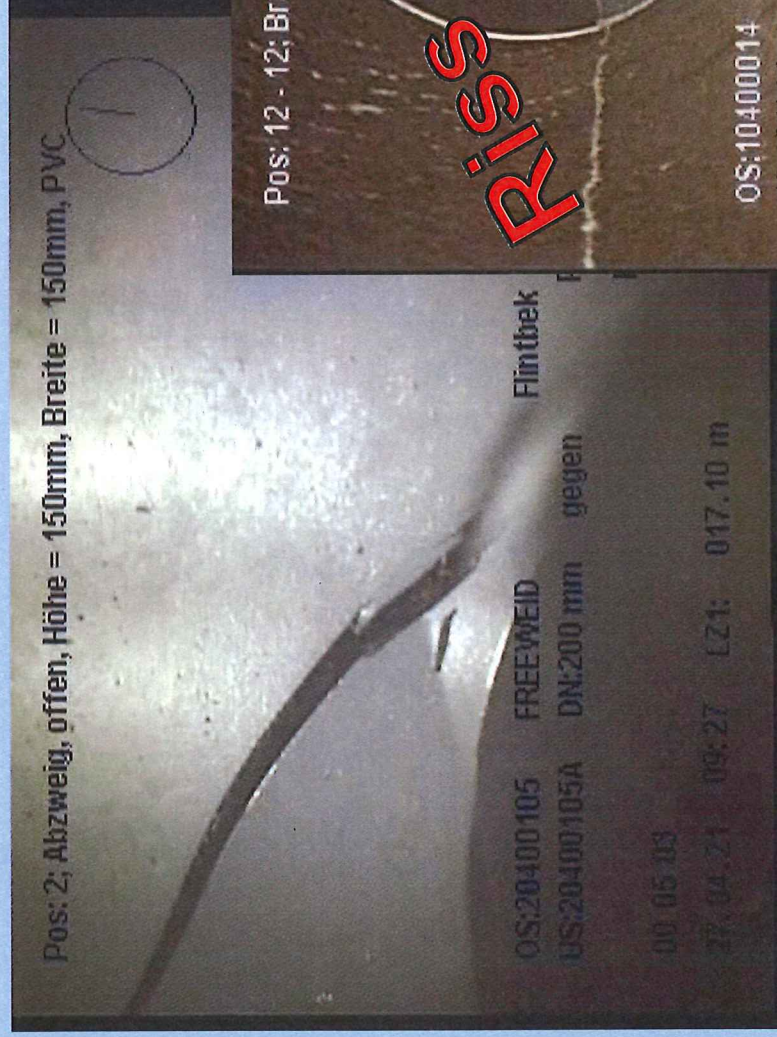 Pos: 2; Abzweig, offen, Höhe = 150mm, Breite = 150mm, PVC
OS:20400105 FREEWEID Flintbek
US:20400105A DN:200 mm gegen
00 05 03
27.04.21 09:27 LZ1: 017.10 m
Pos: 12 - 12; Br
Riss
OS:10400014